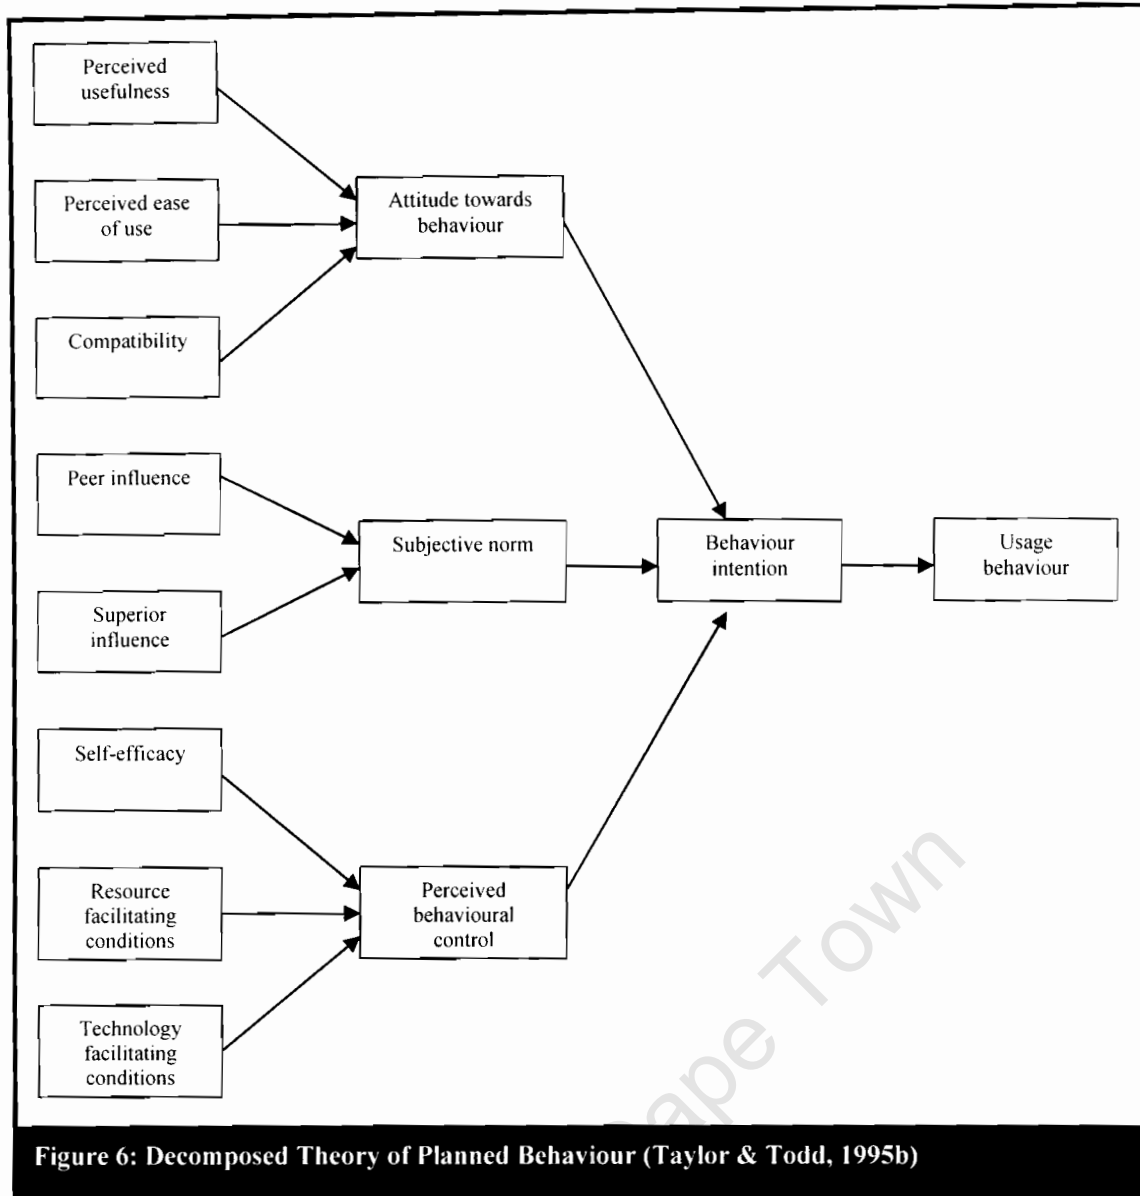 Perceived
usefulness
Perceived ease
of use
Attitude towards
behaviour
Compatibility
Peer influence
Subjective norm
Behaviour
intention
Usage
behaviour
Superior
influence
Self-efficacy
Resource
facilitating
conditions
Perceived
behavioural
control
Technology
facilitating
conditions
ape Town
Figure 6: Decomposed Theory of Planned Behaviour (Taylor & Todd, 1995b)